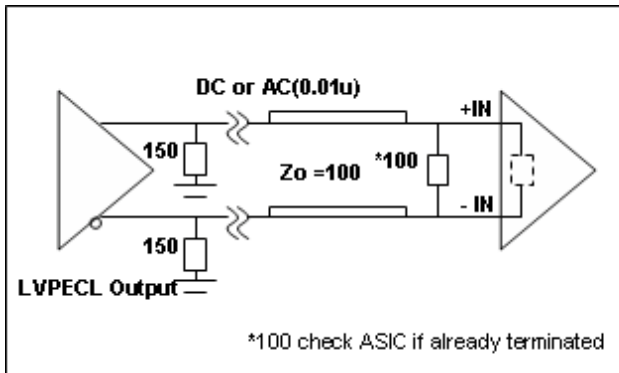 DC or AC(0.01u)
+IN
150
Zo =100
*100
- IN
150
LVPECL Output
*100 check ASIC if already terminated